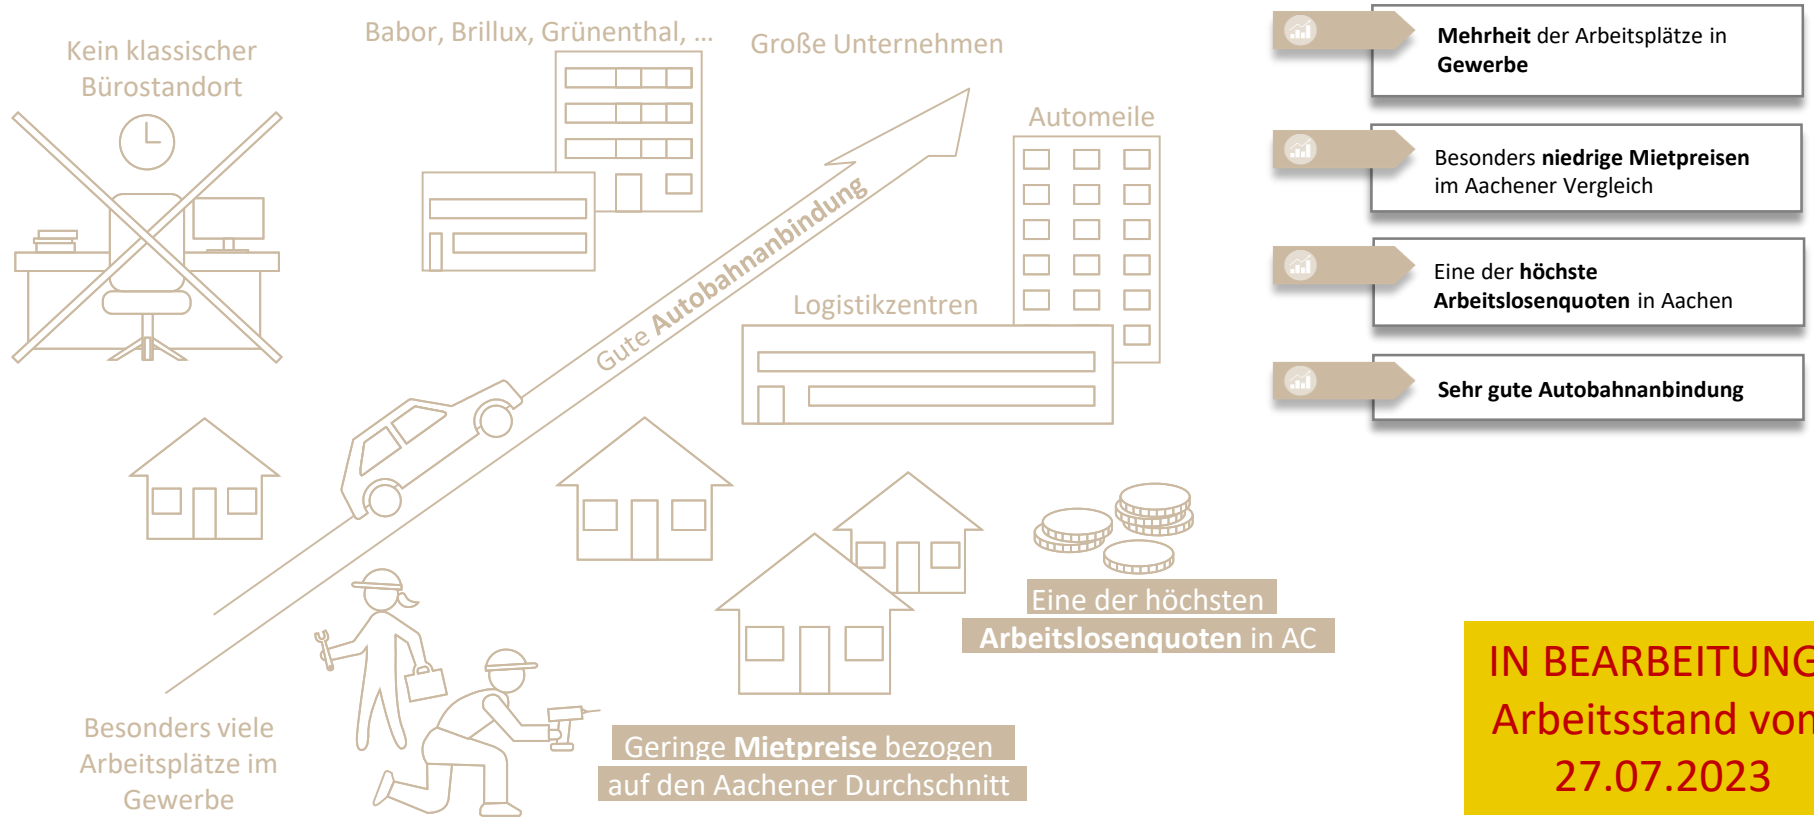 Kein klassischer
Bürostandort
Babor, Brillux, Grünenthal, ...
Große Unternehmen
Automeile
Gute Autobahnanbindung
Logistikzentren
Eine der höchsten
Arbeitslosenquoten in AC
Besonders viele
Arbeitsplätze im
Gewerbe
Geringe Mietpreise bezogen
auf den Aachener Durchschnitt
Mehrheit der Arbeitsplätze in
Gewerbe
Besonders niedrige Mietpreisen
im Aachener Vergleich
Eine der höchste
Arbeitslosenquoten in Aachen
Sehr gute Autobahnanbindung
IN BEARBEITUNG
Arbeitsstand vom
27.07.2023